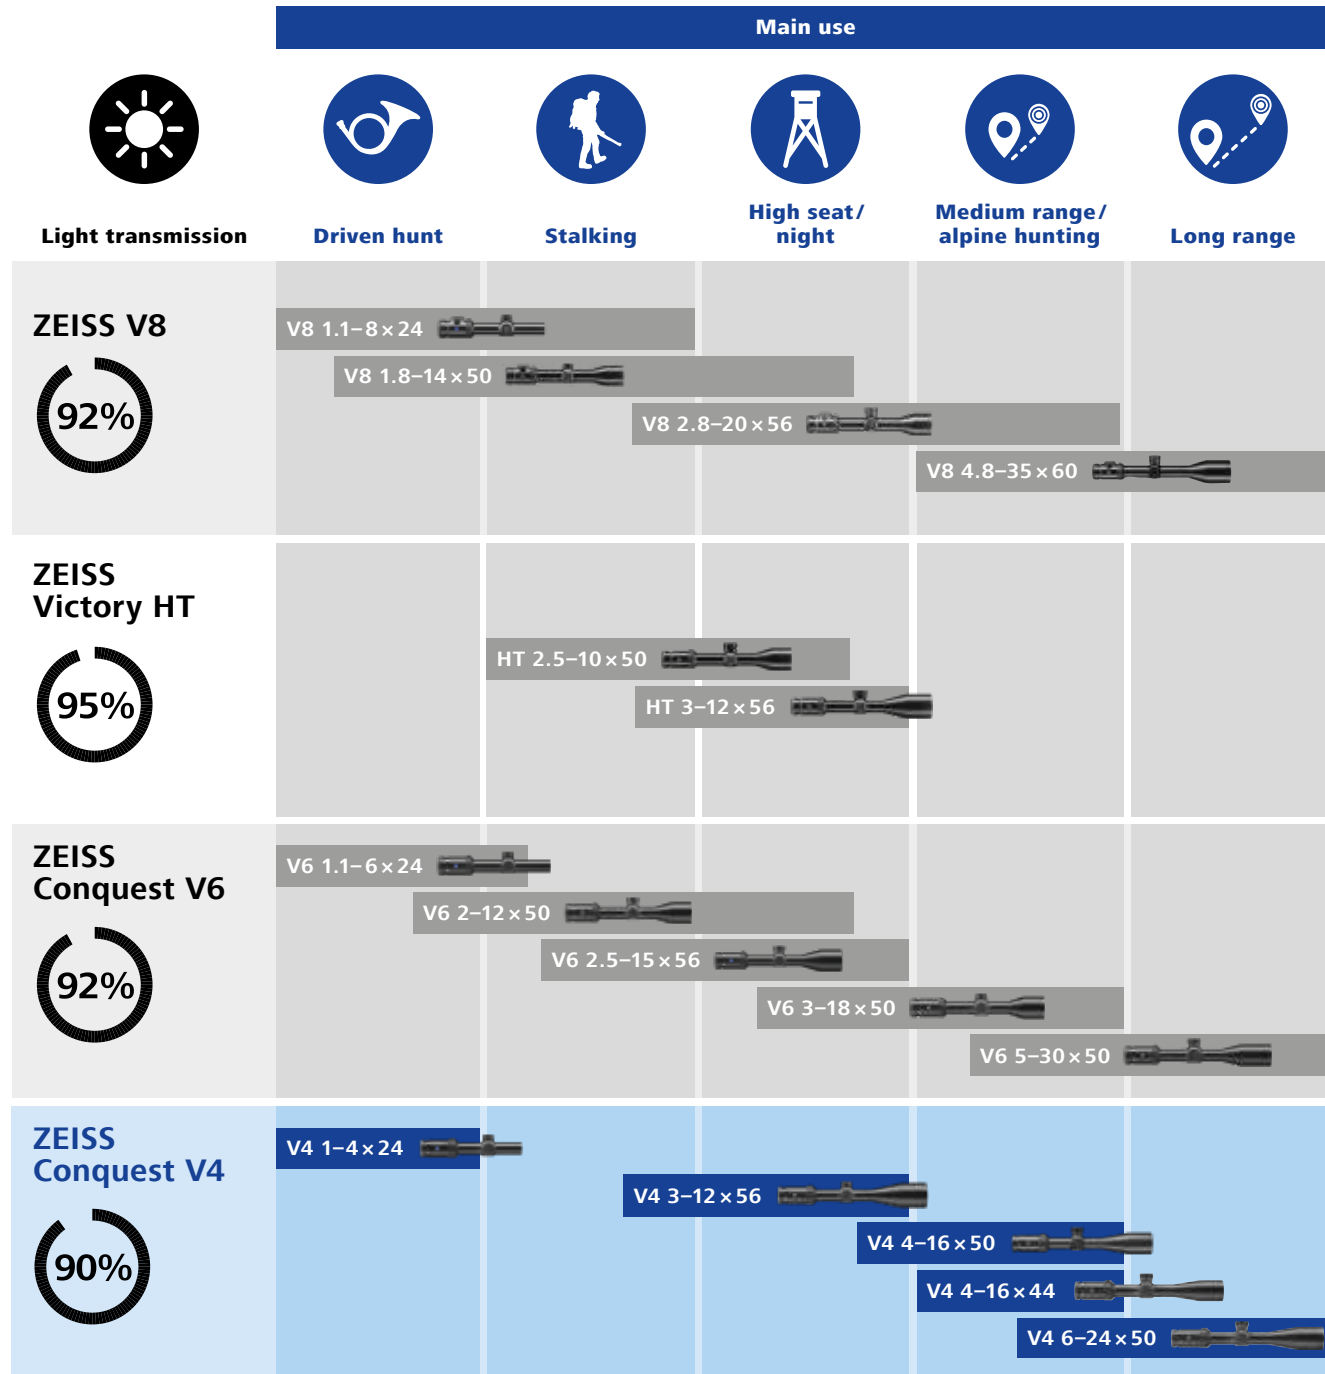 Main use
Light transmission
Driven hunt
Stalking
High seat/
night
Medium range/
alpine hunting
Long range
ZEISS V8
92%
V8 1.1–8×24
V8 1.8–14×50
V8 2.8–20×56
V8 4.8–35×60
ZEISS
Victory HT
95%
HT 2.5–10×50
HT 3–12×56
ZEISS
Conquest V6
92%
V6 1.1–6×24
V6 2–12×50
V6 2.5–15×56
V6 3–18×50
V6 5–30×50
ZEISS
Conquest V4
90%
V4 1–4×24
V4 3–12×56
V4 4–16×50
V4 4–16×44
V4 6–24×50